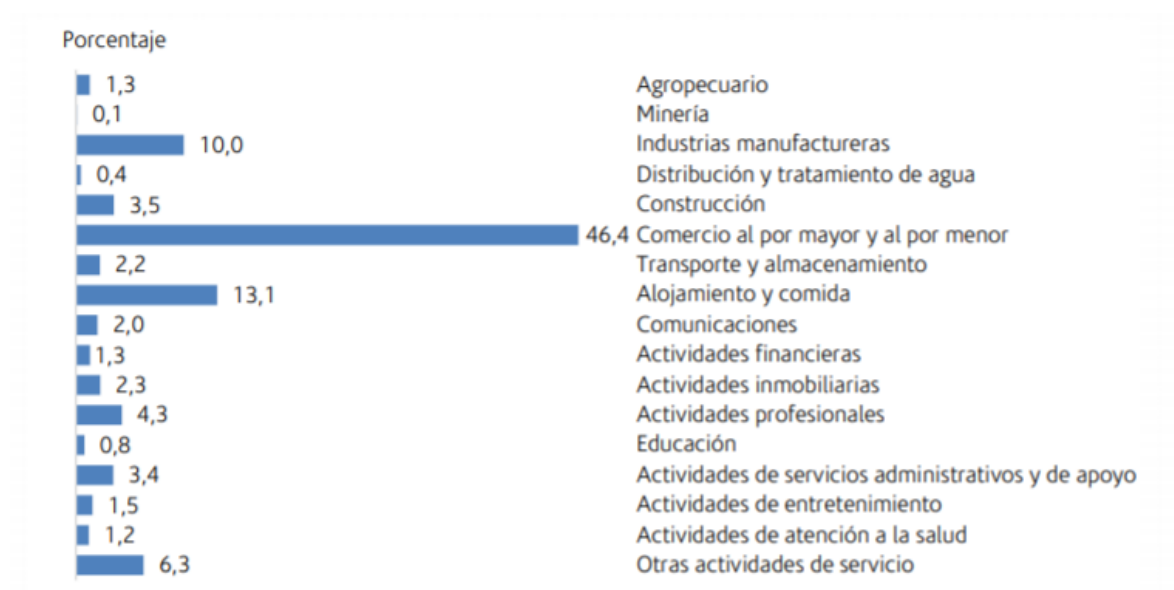 Porcentaje
1,3 Agropecuario
0,1 Minería
10,0 Industrias manufactureras
0,4 Distribución y tratamiento de agua
3,5 Construcción
46,4 Comercio al por mayor y al por menor
2,2 Transporte y almacenamiento
13,1 Alojamiento y comida
2,0 Comunicaciones
1,3 Actividades financieras
2,3 Actividades inmobiliarias
4,3 Actividades profesionales
0,8 Educación
3,4 Actividades de servicios administrativos y de apoyo
1,5 Actividades de entretenimiento
1,2 Actividades de atención a la salud
6,3 Otras actividades de servicio